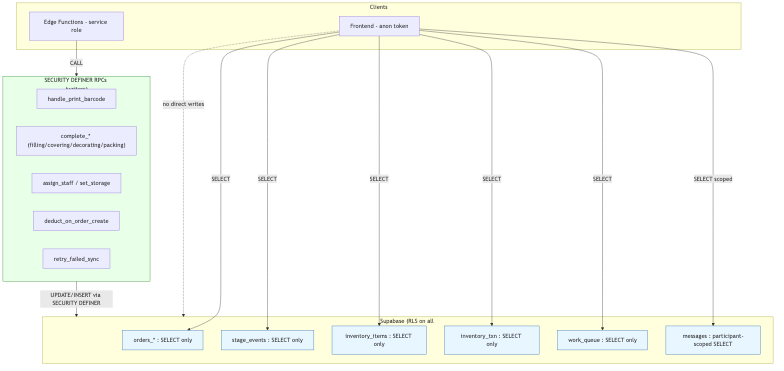 Clients
Edge Functions - service
role
Frontend - anon token
CALL
SECURITY DEFINER RPCs
handle_print_barcode
no direct writes
complete_*
(filling/covering/decorating/packing)
assign_staff / set_storage
SELECT
SELECT
SELECT
SELECT
SELECT
SELECT scoped
deduct_on_order_create
retry_failed_sync
UPDATE/INSERT via
SECURITY DEFINER
Supabase (RLS on all
orders_* : SELECT only
stage_events : SELECT only
inventory_items : SELECT
only
inventory_txn : SELECT
only
work_queue : SELECT only
messages : participant-
scoped SELECT